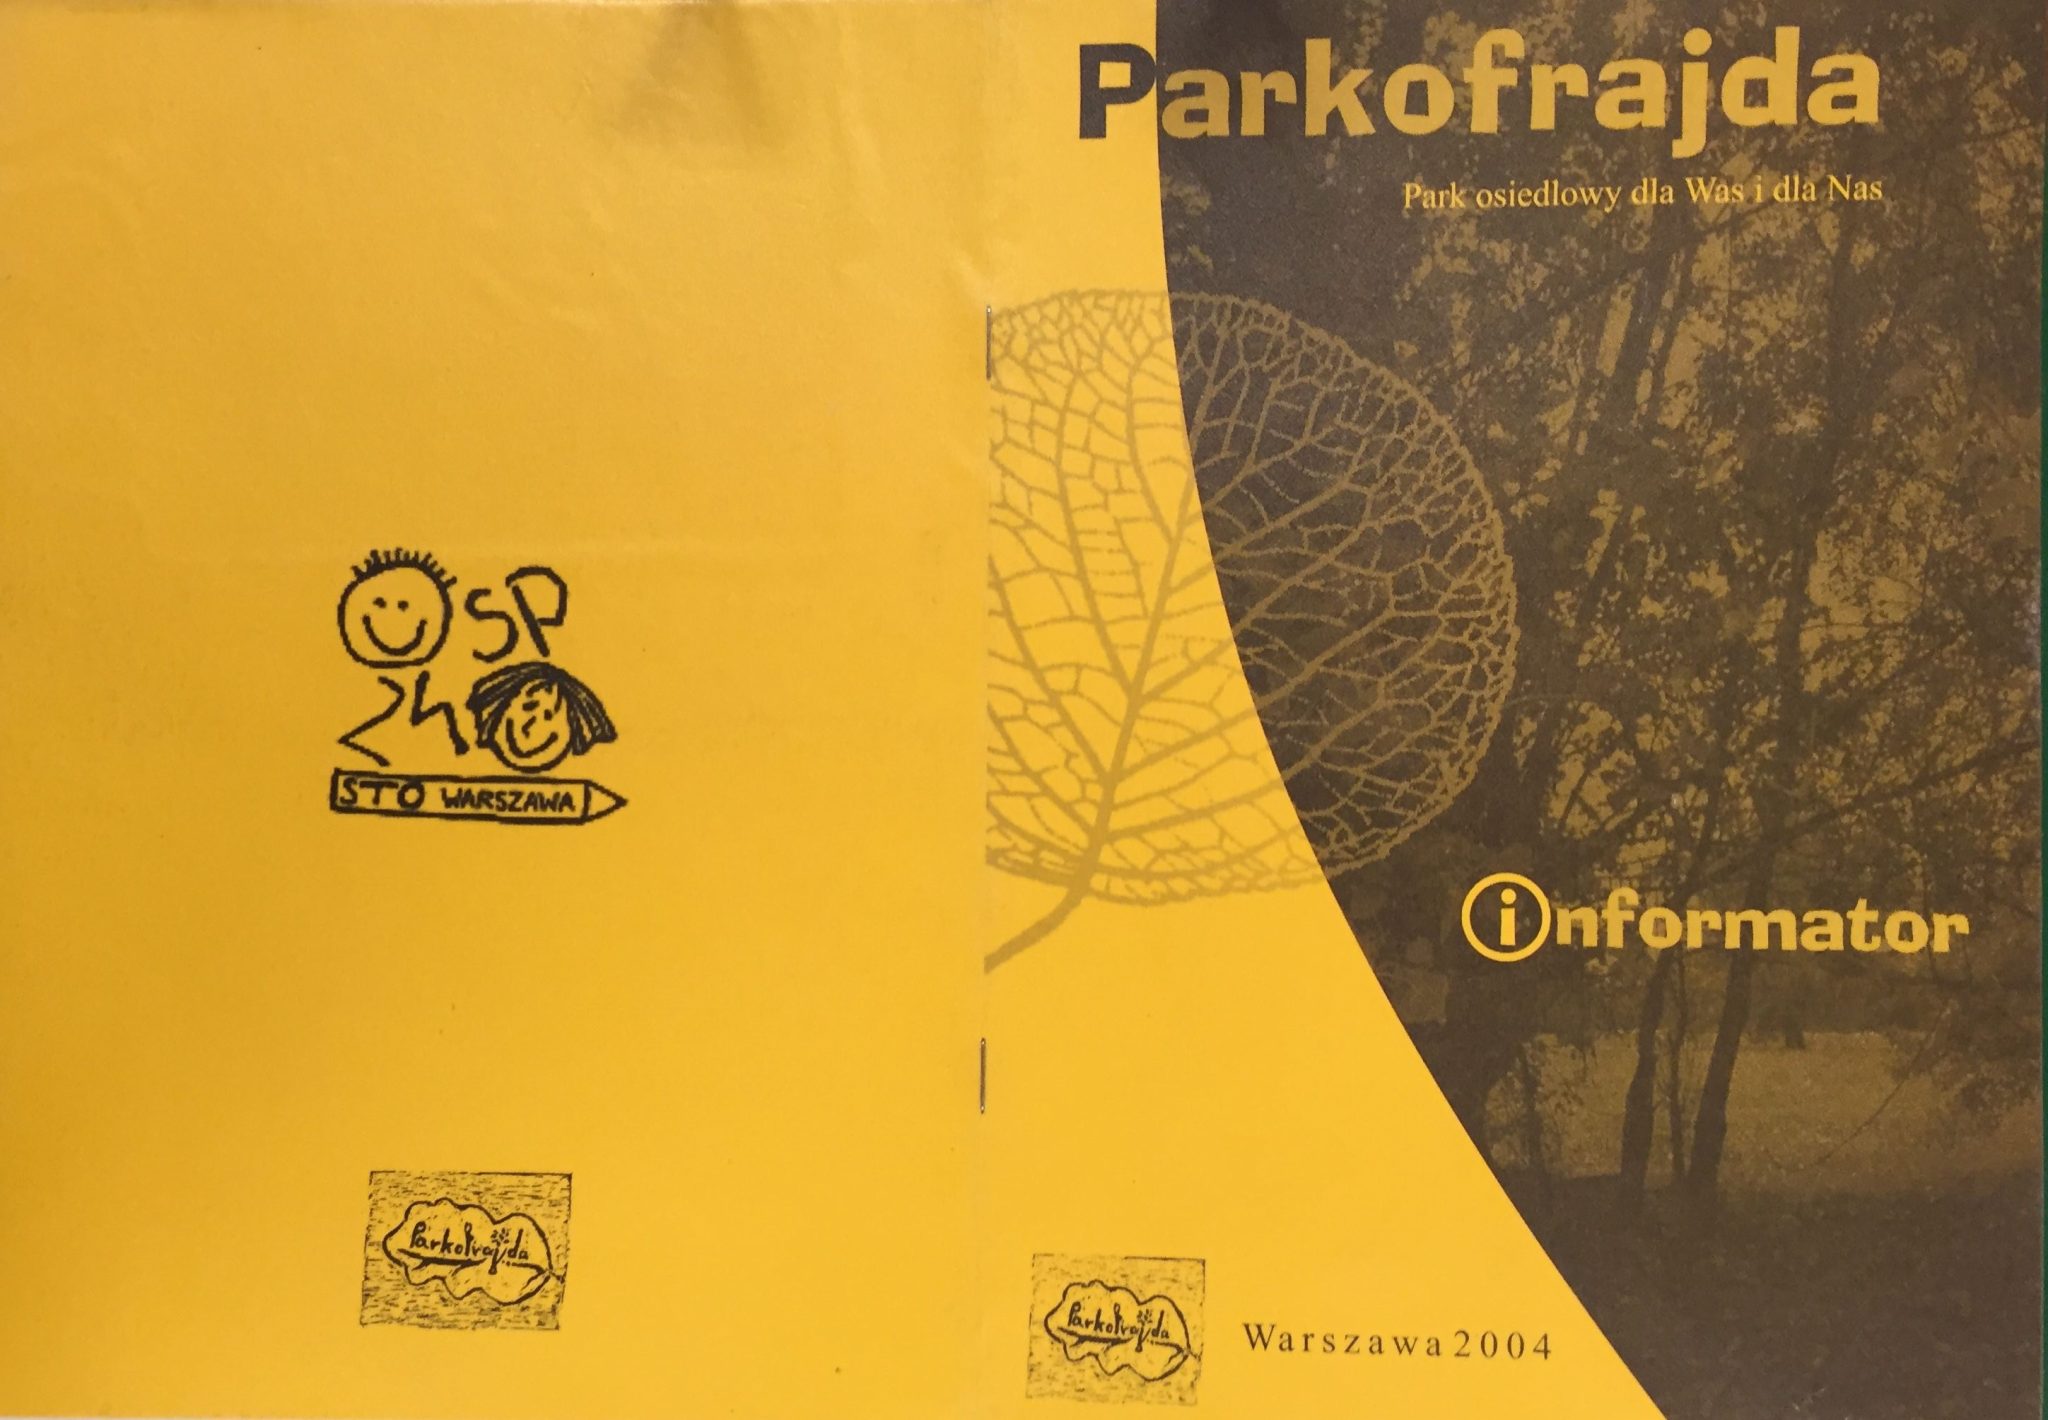 Parkofrajda
Park osiedlowy dla Was i dla Nas
informator
Warszawa 2004
Parkofrajda
SP
24
STO WARSZAWA
Parkofrajda